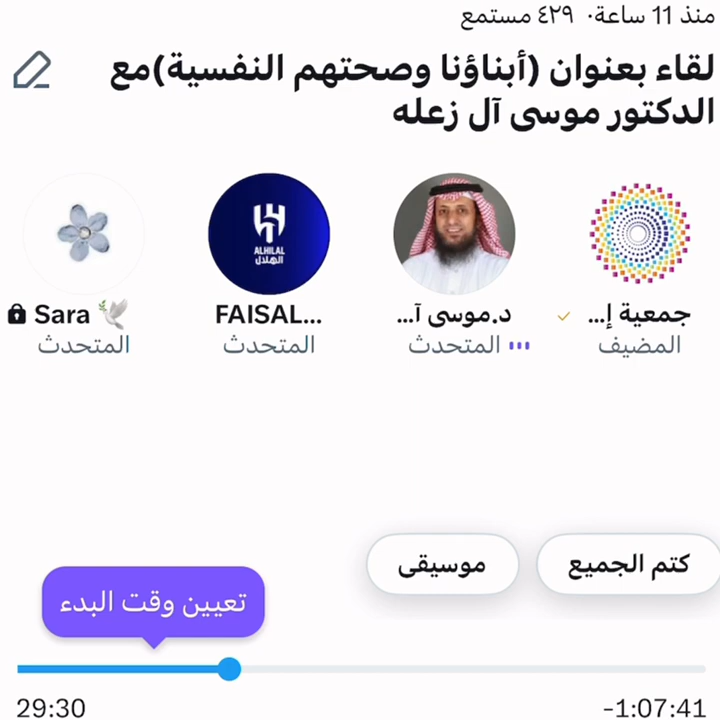 منذ 11 ساعة · ٤٢٩ مستمع
لقاء بعنوان (أبناؤنا وصحتهم النفسية)مع
الدكتور موسى آل زعله
ALHILAL
الهلال
جمعية إ...
د.موسى آ...
FAISAL...
Sara 🕊
المضيف
المتحدث
المتحدث
المتحدث
كتم الجميع
موسيقى
تعيين وقت البدء
29:30
-1:07:41